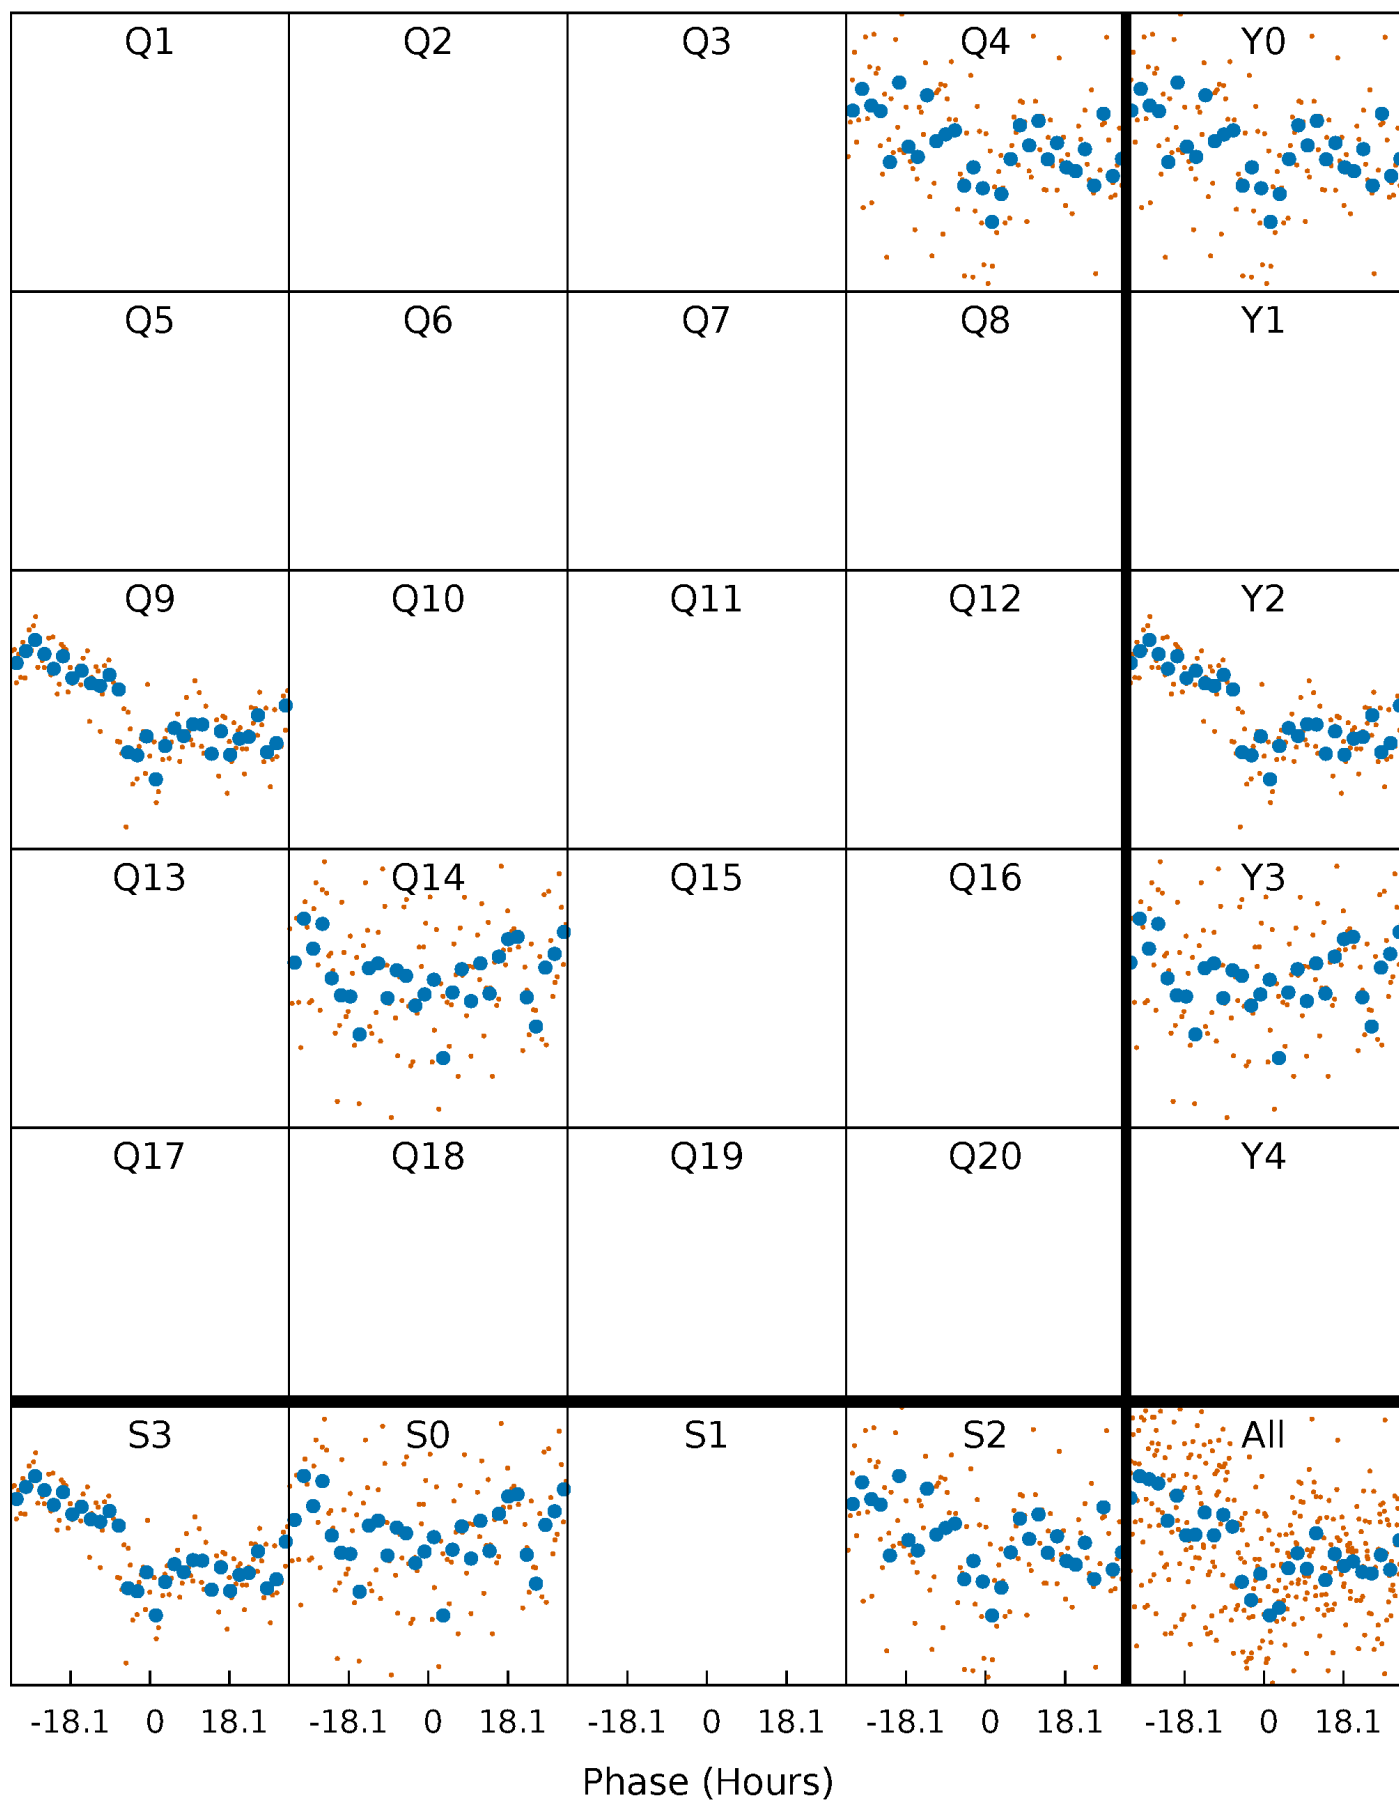 Q1 Q2 Q3 Q4 Y0
Q5 Q6 Q7 Q8 Y1
Q9 Q10 Q11 Q12 Y2
Q13 Q14 Q15 Q16 Y3
Q17 Q18 Q19 Q20 Y4
S3 S0 S1 S2 All
-18.1 0 18.1 -18.1 0 18.1 -18.1 0 18.1 -18.1 0 18.1 -18.1 0 18.1
Phase (Hours)